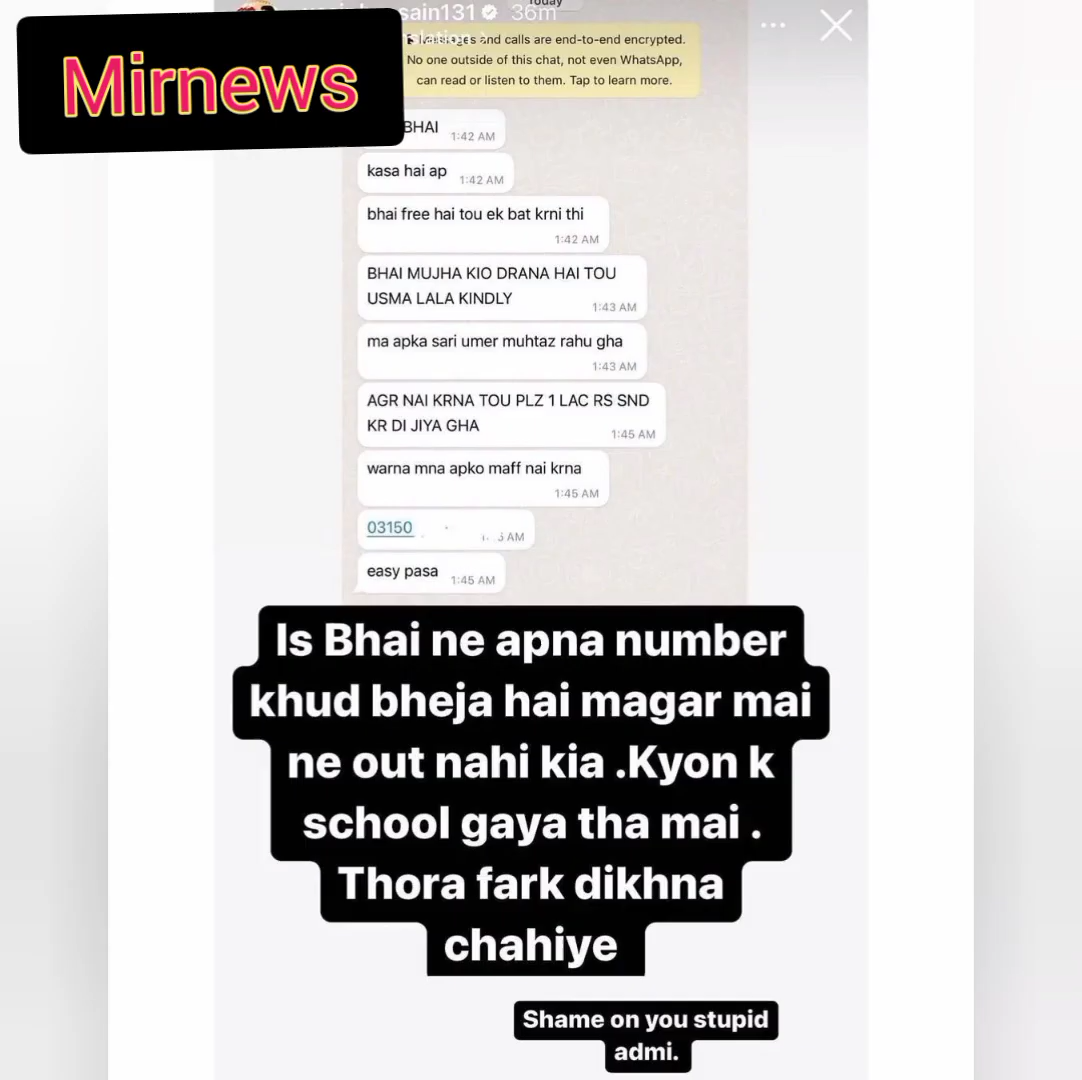 Today
sain131 36m
Mirnews
Messages and calls are end-to-end encrypted.
No one outside of this chat, not even WhatsApp,
can read or listen to them. Tap to learn more.
BHAI 1:42 AM
kasa hai ap 1:42 AM
bhai free hai tou ek bat krni thi
1:42 AM
BHAI MUJHA KIO DRANA HAI TOU
USMA LALA KINDLY 1:43 AM
ma apka sari umer muhtaz rahu gha
1:43 AM
AGR NAI KRNA TOU PLZ 1 LAC RS SND
KR DI JIYA GHA 1:45 AM
warna mna apko maff nai krna
1:45 AM
03150 AM
easy pasa 1:45 AM
Is Bhai ne apna number
khud bheja hai magar mai
ne out nahi kia .Kyon k
school gaya tha mai .
Thora fark dikhna
chahiye
Shame on you stupid
admi.